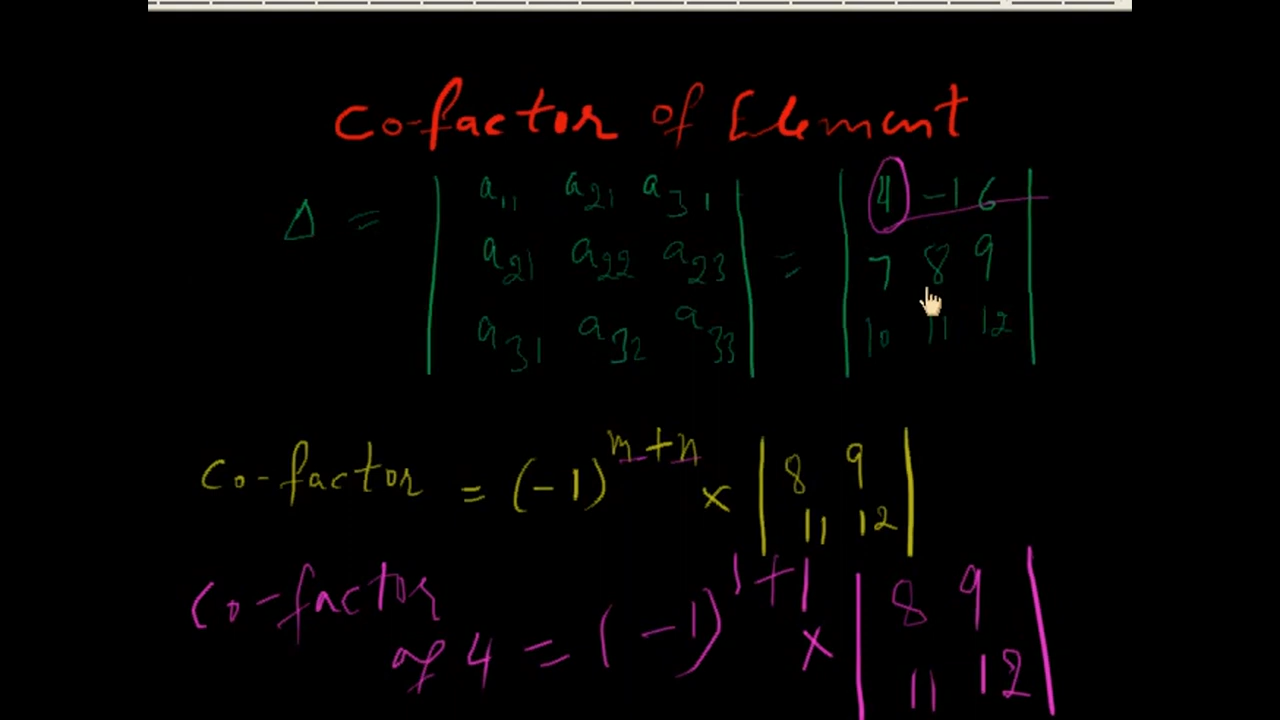 Co-factor of Element
Δ = | a11 a21 a31 | = | 4 -1 6 |
| a21 a22 a23 | | 7 8 9 |
| a31 a32 a33 | | 10 11 12 |
Co-factor = (-1)^m+n × | 8 9 |
| 11 12 |
Co-factor
of 4 = (-1)^1+1 × | 8 9 |
| 11 12 |